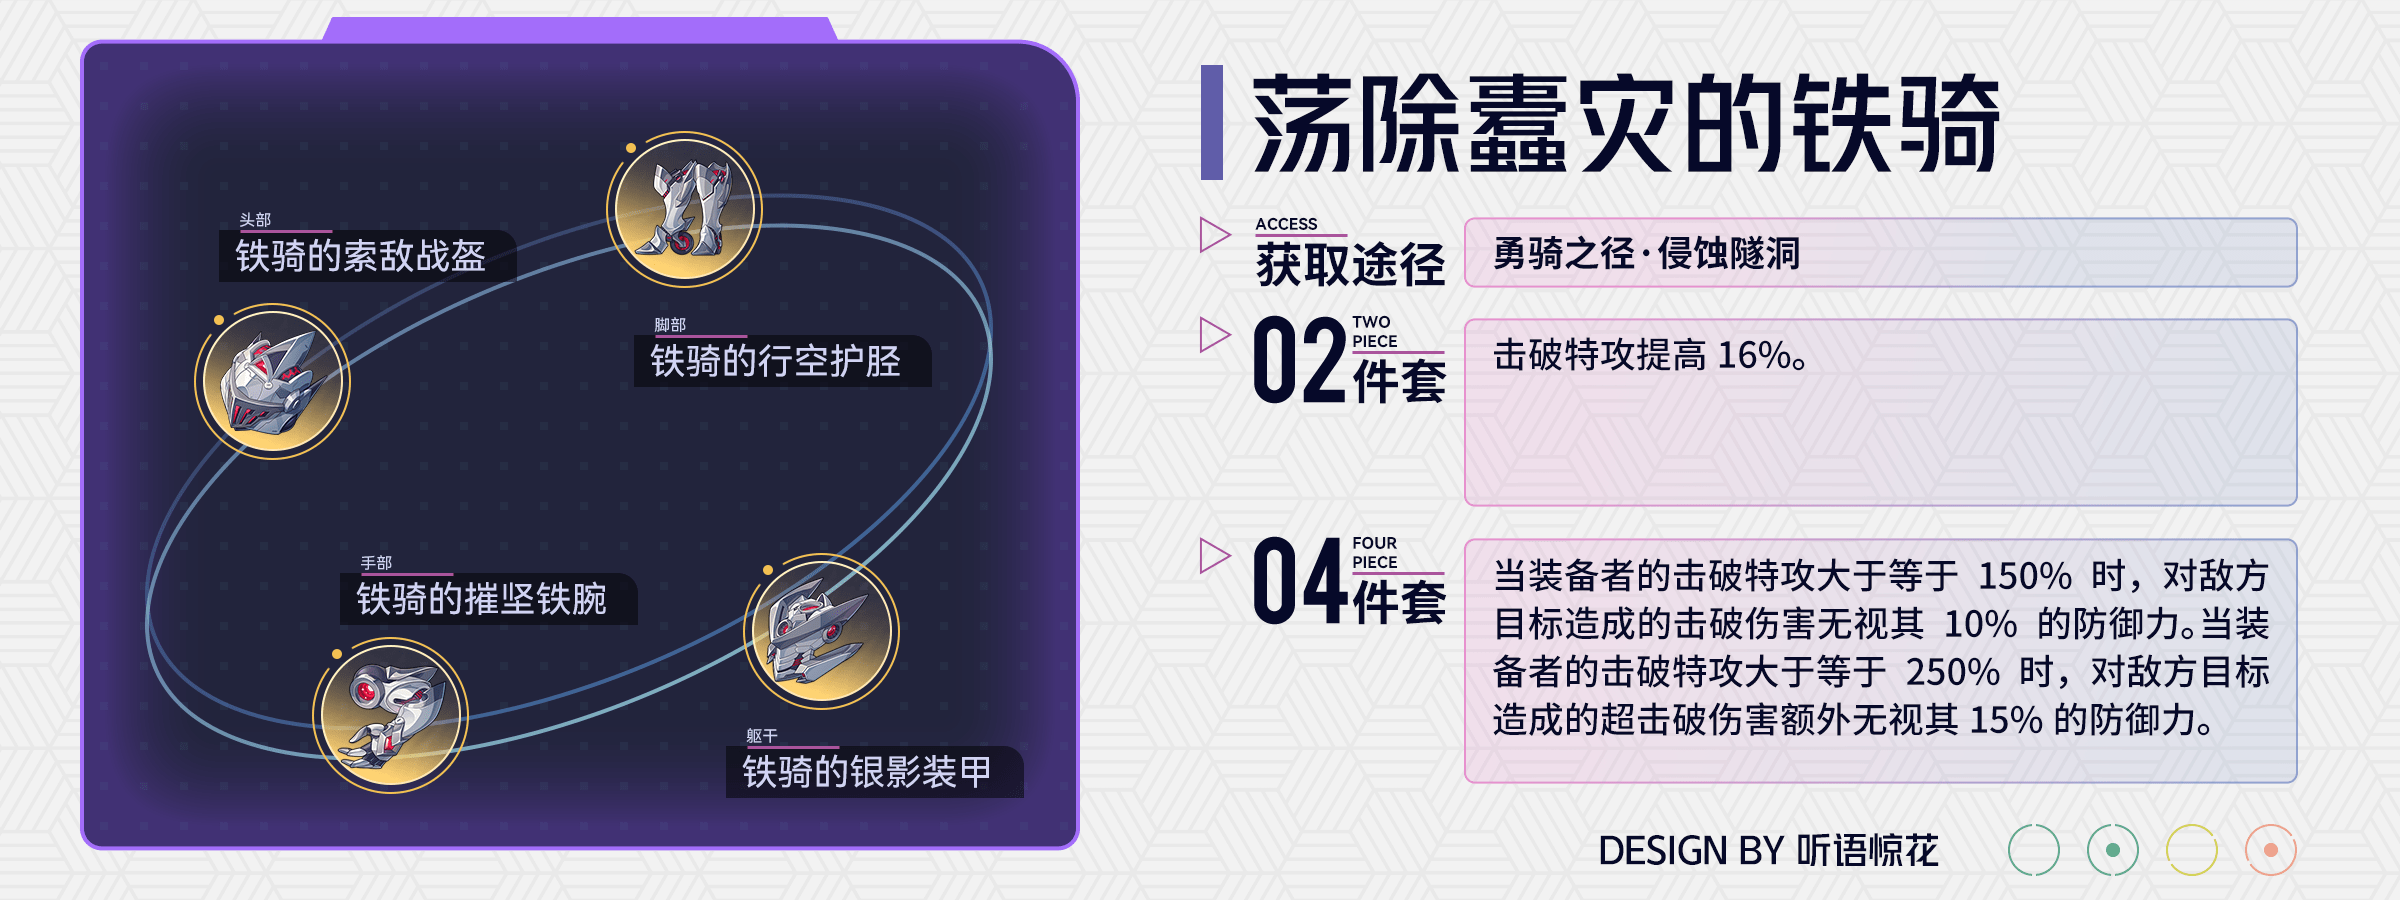 头部
铁骑的索敌战盔
脚部
铁骑的行空护胫
手部
铁骑的摧坚铁腕
躯干
铁骑的银影装甲
荡除蠹灾的铁骑
ACCESS
获取途径
勇骑之径·侵蚀隧洞
02
TWO
PIECE
件套
击破特攻提高 16%。
04
FOUR
PIECE
件套
当装备者的击破特攻大于等于 150% 时，对敌方
目标造成的击破伤害无视其 10% 的防御力。当装
备者的击破特攻大于等于 250% 时，对敌方目标
造成的超击破伤害额外无视其 15% 的防御力。
DESIGN BY 听语惊花